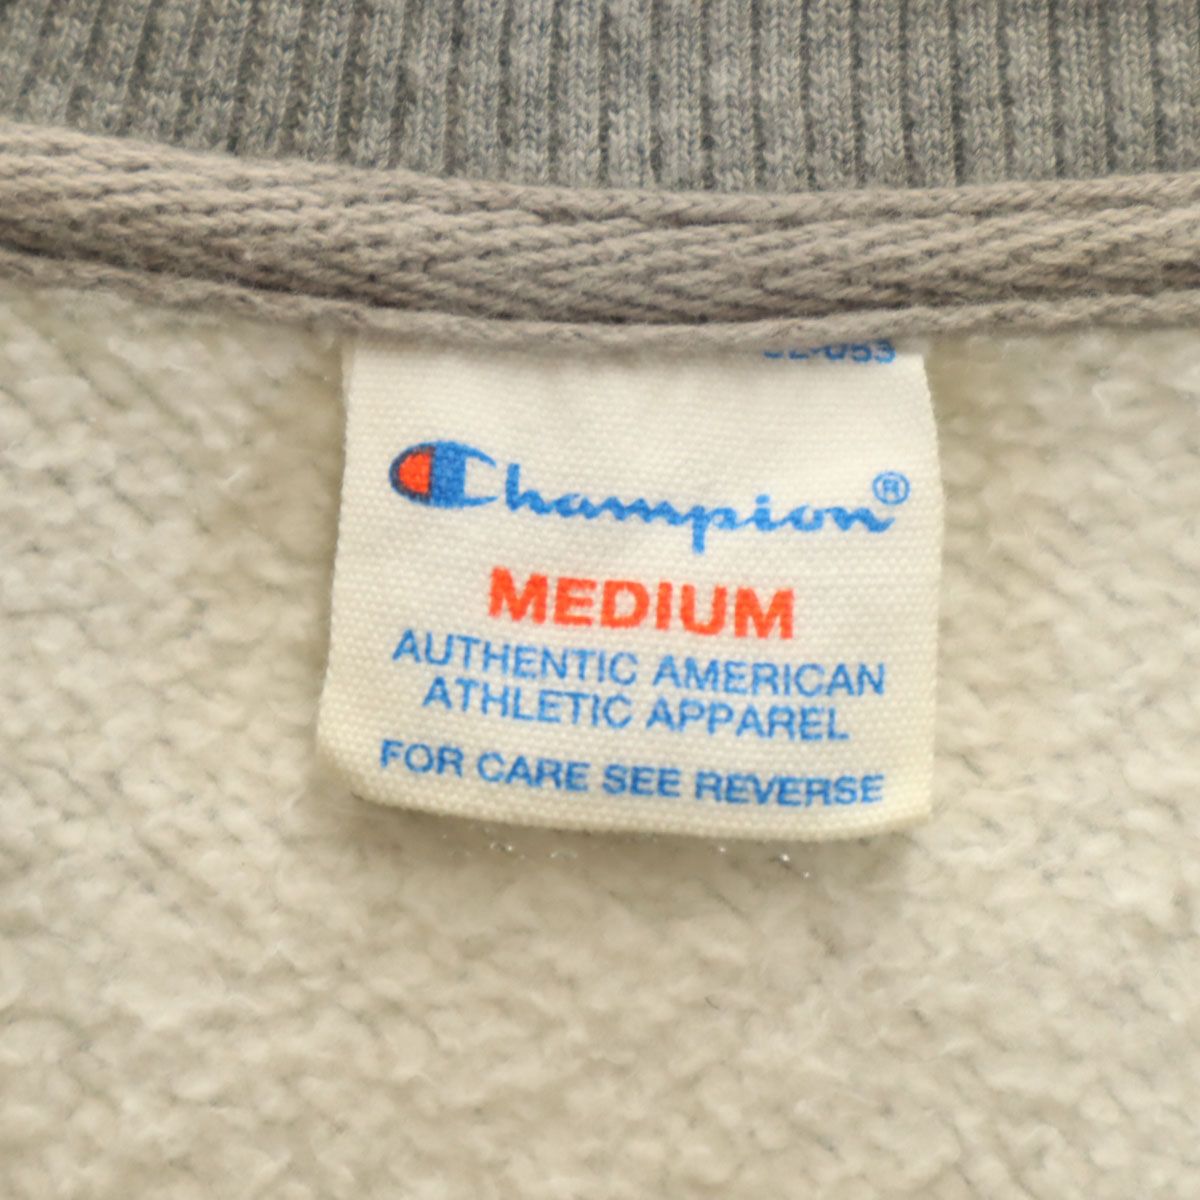 Champion®
MEDIUM
AUTHENTIC AMERICAN
ATHLETIC APPAREL
FOR CARE SEE REVERSE